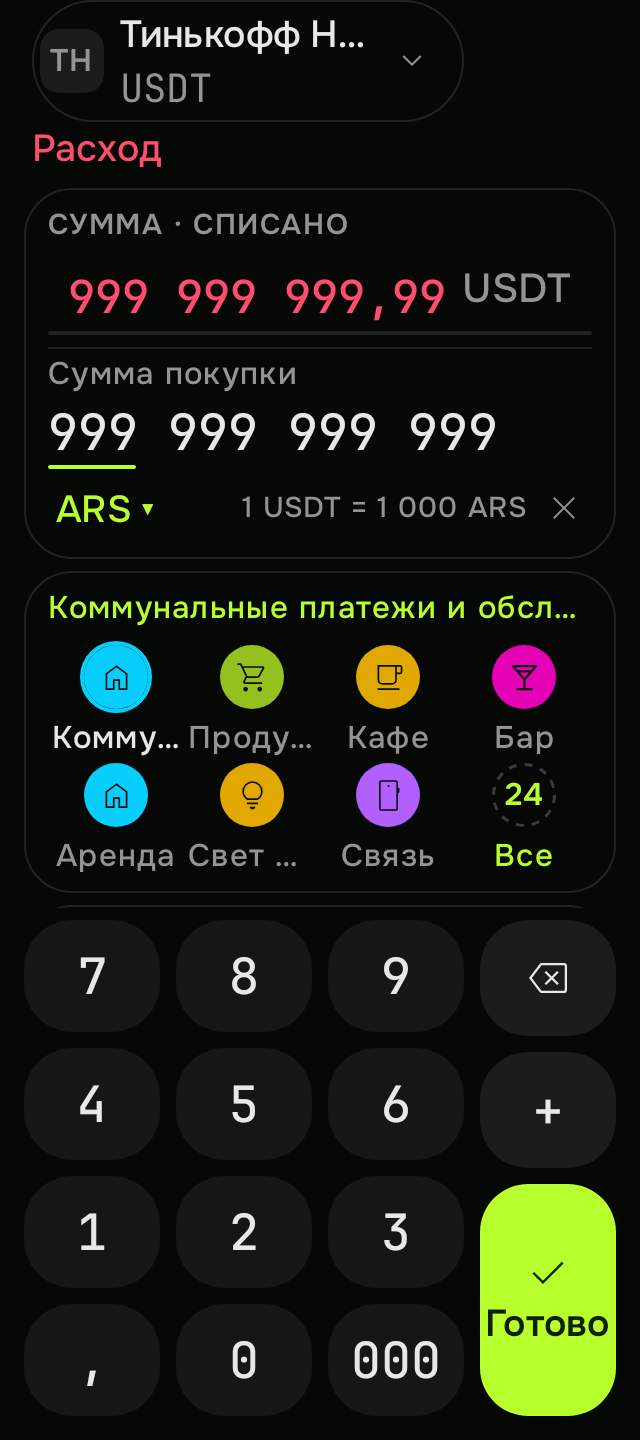 TH
Тинькофф Н...
USDT
Расход
СУММА · СПИСАНО
999 999 999,99 USDT
Сумма покупки
999 999 999 999
ARS ▾ 1 USDT = 1 000 ARS
Коммунальные платежи и обсл...
Комму... Проду... Кафе Бар
24
Аренда Свет ... Связь Все
7 8 9
4 5 6 +
1 2 3
Готово
, 0 000